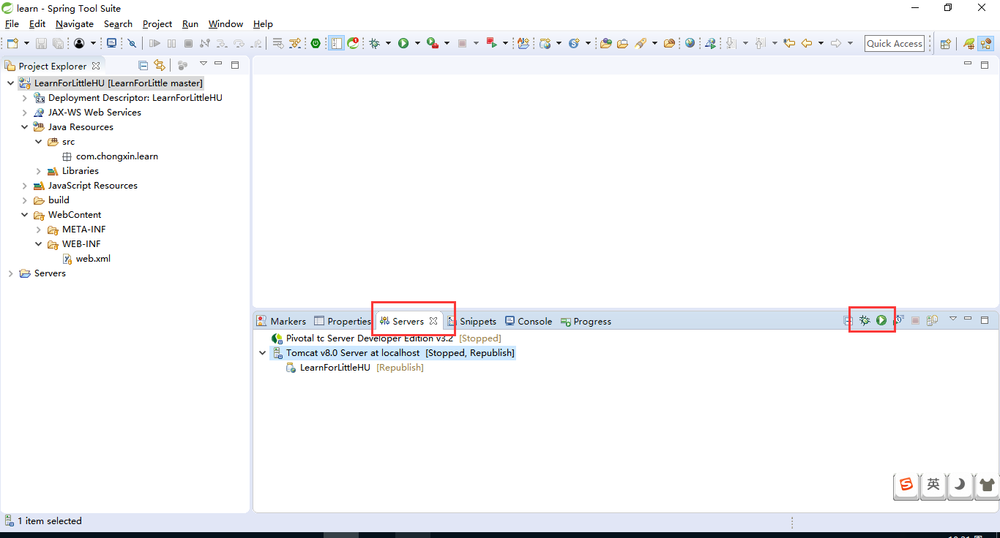 learn - Spring Tool Suite
File Edit Navigate Search Project Run Window Help
Quick Access
Project Explorer
LearnForLittleHU [LearnForLittle master]
Deployment Descriptor: LearnForLittleHU
JAX-WS Web Services
Java Resources
src
com.chongxin.learn
Libraries
JavaScript Resources
build
WebContent
META-INF
WEB-INF
web.xml
Servers
Markers Properties Servers Snippets Console Progress
Pivotal tc Server Developer Edition v3.2 [Stopped]
Tomcat v8.0 Server at localhost [Stopped, Republish]
LearnForLittleHU [Republish]
英
1 item selected